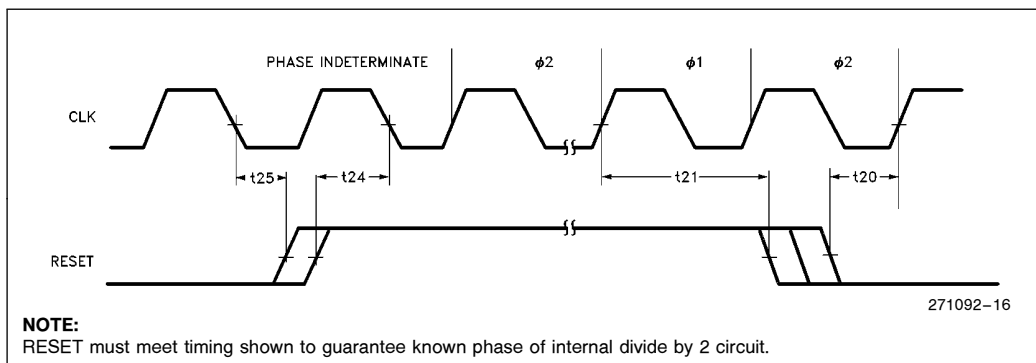 PHASE INDETERMINATE ϕ2 ϕ1 ϕ2
CLK
t25 t24 t21 t20
RESET
271092–16
NOTE:
RESET must meet timing shown to guarantee known phase of internal divide by 2 circuit.